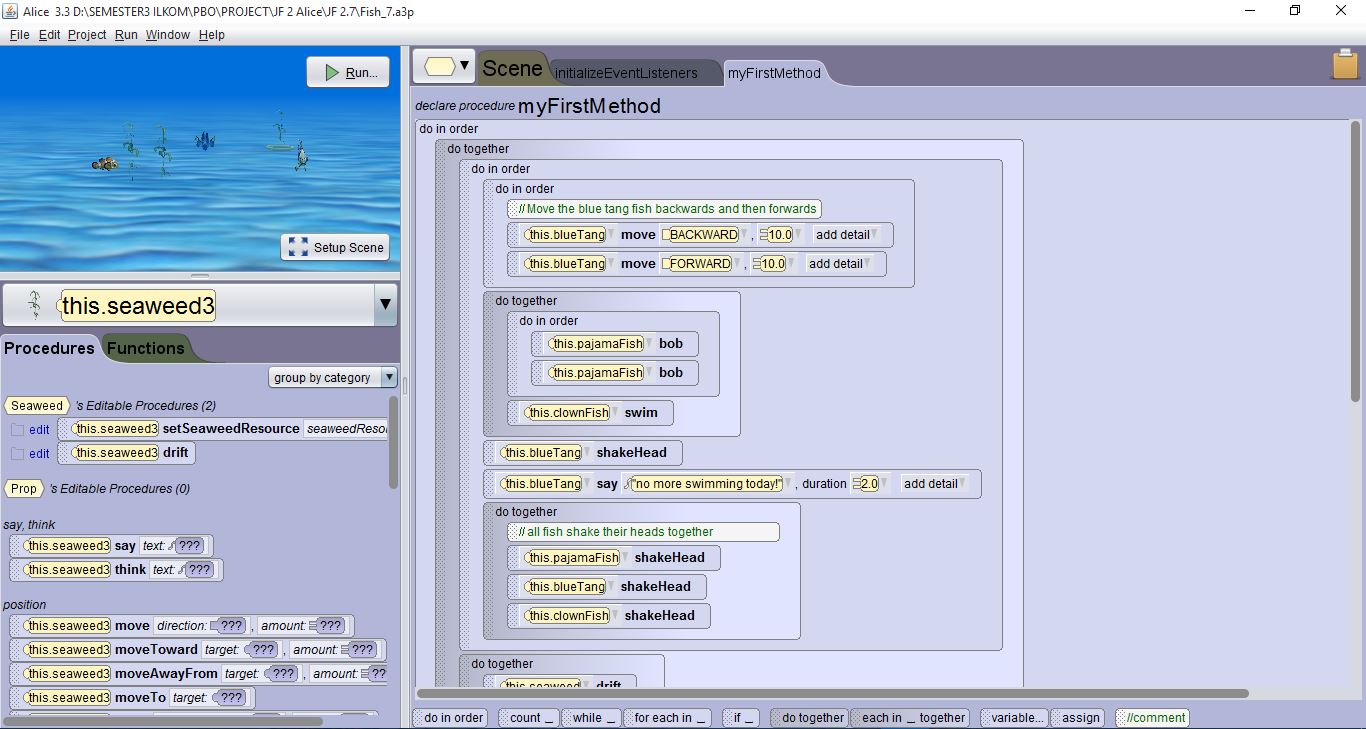 Alice 3.3 D:\SEMESTER3 ILKOM\PBO\PROJECT\JF 2 Alice\JF 2.7\Fish_7.a3p
File Edit Project Run Window Help
Run...
Setup Scene
this.seaweed3
Procedures Functions
group by category
Seaweed 's Editable Procedures (2)
edit this.seaweed3 setSeaweedResource
edit this.seaweed3 drift
Prop 's Editable Procedures (0)
say, think
this.seaweed3 say text: ???
this.seaweed3 think text: ???
position
this.seaweed3 move direction: ??? , amount: ???
this.seaweed3 moveToward target: ??? , amount: ???
this.seaweed3 moveAwayFrom target: ??? , amount: ??
this.seaweed3 moveTo target: ???
Scene initializeEventListeners myFirstMethod
declare procedure myFirstMethod
do in order
do together
do in order
do in order
//Move the blue tang fish backwards and then forwards
this.blueTang move BACKWARD , 10.0 add detail
this.blueTang move FORWARD , 10.0 add detail
do together
do in order
this.pajamaFish bob
this.pajamaFish bob
this.clownFish swim
this.blueTang shakeHead
this.blueTang say "no more swimming today!" , duration 2.0 add detail
do together
// all fish shake their heads together
this.pajamaFish shakeHead
this.blueTang shakeHead
this.clownFish shakeHead
do together
this.seaweed drift
do in order count _ while _ for each in _ if _ do together each in _ together variable... assign //comment